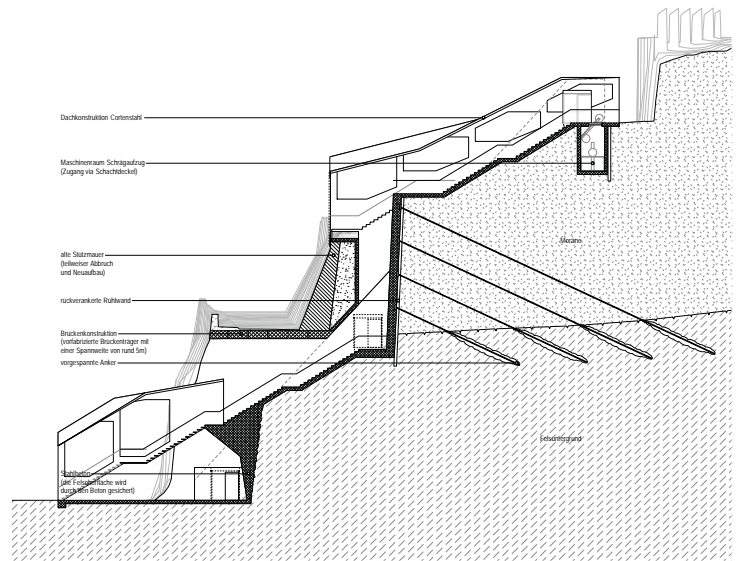 Dachkonstruktion Cortenstahl
Maschinenraum Schrägaufzug
(Zugang via Schachtdeckel)
Moräne
alte Stützmauer
(teilweiser Abbruch
und Neuaufbau)
rückverankerte Rühlwand
Brückenkonstruktion
(vorfabrizierte Brückenträger mit
einer Spannweite von rund 5m)
vorgespannte Anker
Felsuntergrund
Stahlbeton
(die Felsoberfläche wird
durch den Beton gesichert)